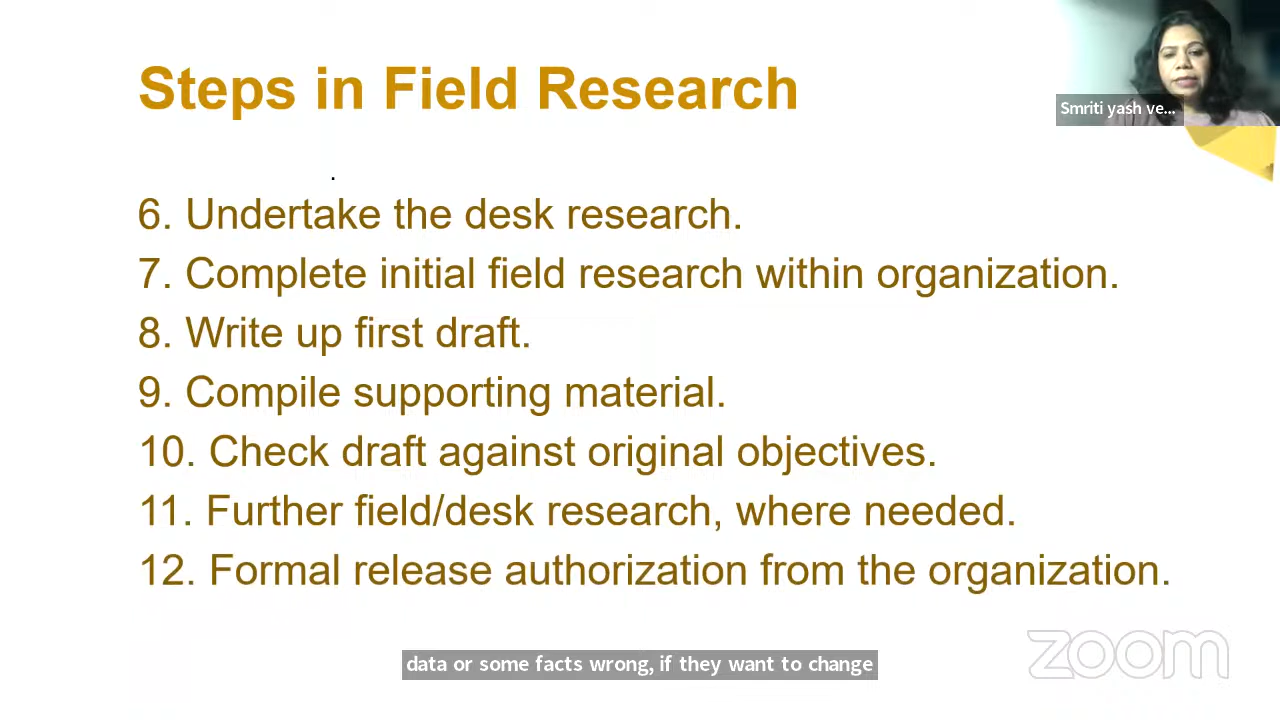 Steps in Field Research
Smriti yash ve...
.
6. Undertake the desk research.
7. Complete initial field research within organization.
8. Write up first draft.
9. Compile supporting material.
10. Check draft against original objectives.
11. Further field/desk research, where needed.
12. Formal release authorization from the organization.
zoom
data or some facts wrong, if they want to change